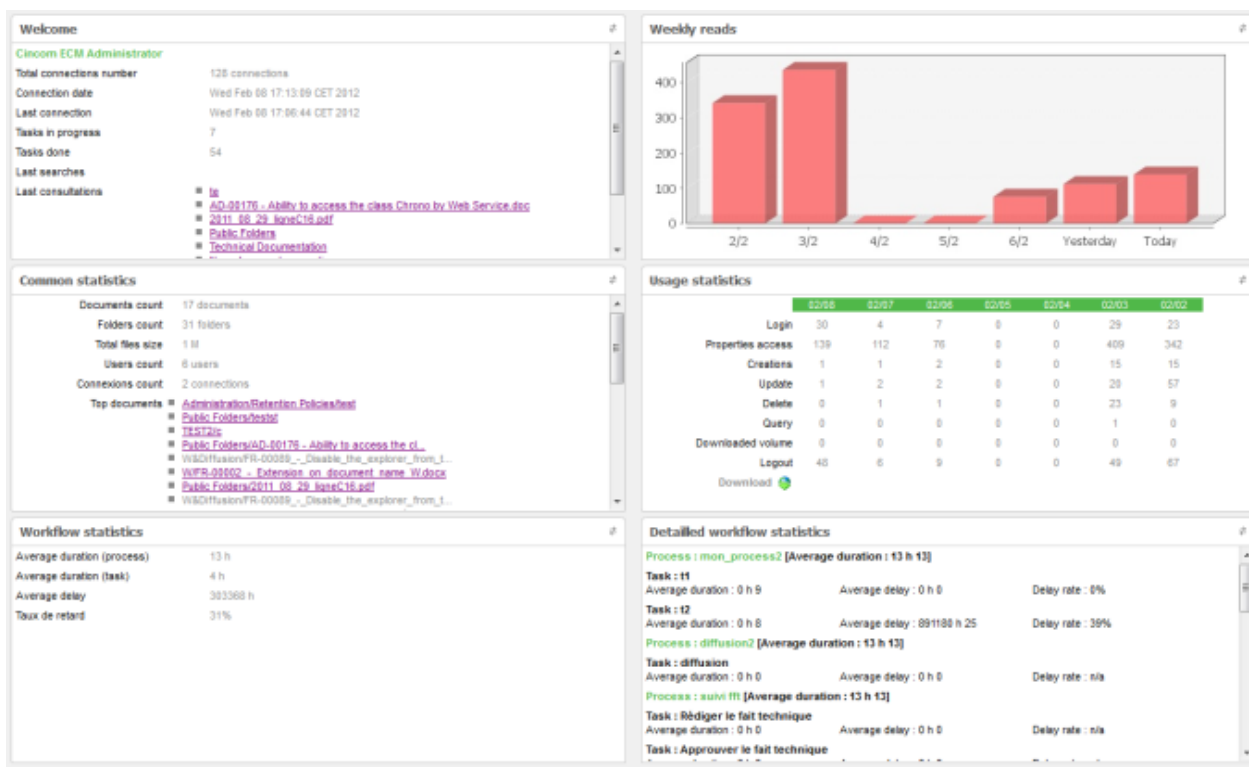 Welcome
Cincom ECM Administrator
Total connections number 128 connections
Connection date Wed Feb 08 17:13:09 CET 2012
Last connection Wed Feb 08 17:06:44 CET 2012
Tasks in progress 7
Tasks done 54
Last searches
Last consultations
te
AD-00176 - Ability to access the class Chrono by Web Service.doc
2011_08_29_ligneC16.pdf
Public Folders
Technical Documentation
Weekly reads
400
300
200
100
0
2/2 3/2 4/2 5/2 6/2 Yesterday Today
Common statistics
Documents count 17 documents
Folders count 31 folders
Total files size 1 M
Users count 6 users
Connexions count 2 connections
Top documents Administration/Retention Policies/test
Public Folders/testst
TEST2/c
Public Folders/AD-00176 - Ability to access the cl...
W&Diffusion/FR-00089_-_Disable_the_explorer_from_t...
W/FR-00002 - Extension on document name W.docx
Public Folders/2011_08_29_ligneC16.pdf
W&Diffusion/FR-00089_-_Disable_the_explorer_from_t...
Usage statistics
02/08 02/07 02/06 02/05 02/04 02/03 02/02
Login 30 4 7 0 0 29 23
Properties access 139 112 76 0 0 409 342
Creations 1 1 2 0 0 15 15
Update 1 2 2 0 0 20 57
Delete 0 1 1 0 0 23 9
Query 0 0 0 0 0 1 0
Downloaded volume 0 0 0 0 0 0 0
Logout 48 6 9 0 0 49 67
Download
Workflow statistics
Average duration (process) 13 h
Average duration (task) 4 h
Average delay 303368 h
Taux de retard 31%
Detailled workflow statistics
Process : mon_process2 [Average duration : 13 h 13]
Task : t1
Average duration : 0 h 9 Average delay : 0 h 0 Delay rate : 0%
Task : t2
Average duration : 0 h 8 Average delay : 891180 h 25 Delay rate : 39%
Process : diffusion2 [Average duration : 13 h 13]
Task : diffusion
Average duration : 0 h 0 Average delay : 0 h 0 Delay rate : n/a
Process : suivi fft [Average duration : 13 h 13]
Task : Rédiger le fait technique
Average duration : 0 h 0 Average delay : 0 h 0 Delay rate : n/a
Task : Approuver le fait technique